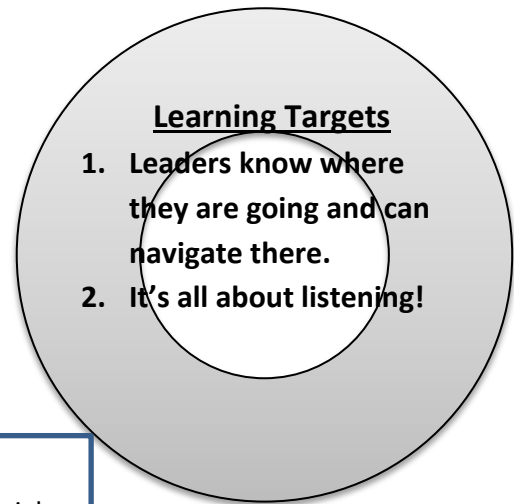 Learning Targets
1. Leaders know where
they are going and can
navigate there.
2. It's all about listening!